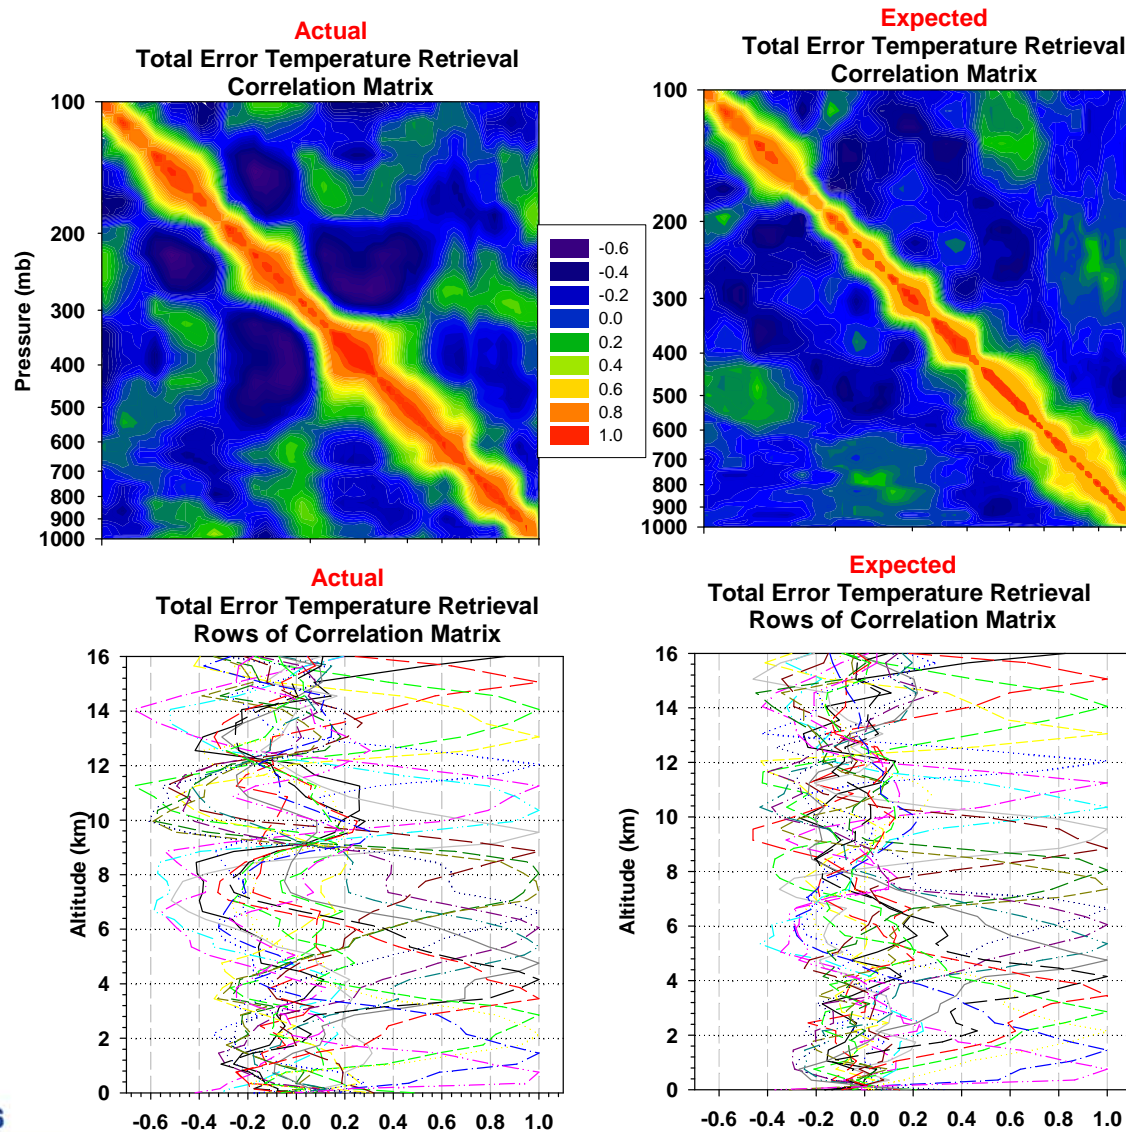 Actual
Total Error Temperature Retrieval
Correlation Matrix
100
200
300
400
500
600
700
800
900
1000
Pressure (mb)
-0.6
-0.4
-0.2
0.0
0.2
0.4
0.6
0.8
1.0
Expected
Total Error Temperature Retrieval
Correlation Matrix
100
200
300
400
500
600
700
800
900
1000
Actual
Total Error Temperature Retrieval
Rows of Correlation Matrix
16
14
12
10
8
6
4
2
0
Altitude (km)
-0.6 -0.4 -0.2 0.0 0.2 0.4 0.6 0.8 1.0
Expected
Total Error Temperature Retrieval
Rows of Correlation Matrix
16
14
12
10
8
6
4
2
0
Altitude (km)
-0.6 -0.4 -0.2 0.0 0.2 0.4 0.6 0.8 1.0